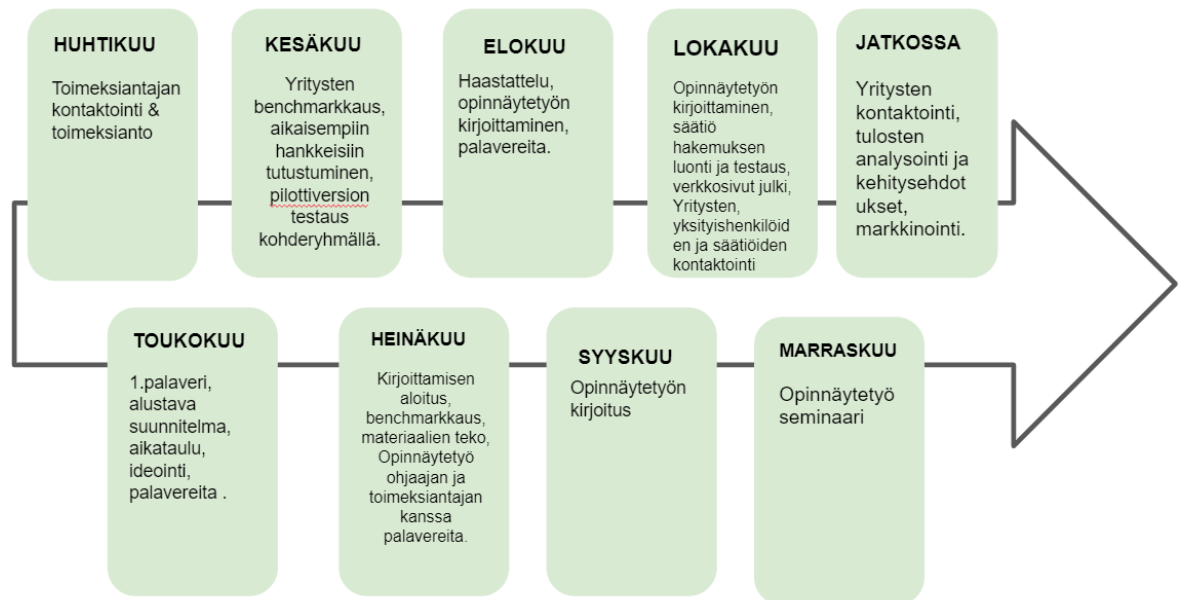 HUHTIKUU
Toimeksiantajan
kontaktointi &
toimeksianto
KESÄKUU
Yritysten
benchmarkkaus,
aikaisempiin
hankkeisiin
tutustuminen,
pilottiversion
testaus
kohderyhmällä.
ELOKUU
Haastattelu,
opinnäytetyön
kirjoittaminen,
palavereita.
LOKAKUU
Opinnäytetyön
kirjoittaminen,
säätiö
hakemuksen
luonti ja testaus,
verkkosivut julki,
Yritysten,
yksityishenkilöid
en ja säätiöiden
kontaktointi
JATKOSSA
Yritysten
kontaktointi,
tulosten
analysointi ja
kehitysehdot
ukset,
markkinointi.
TOUKOKUU
1.palaveri,
alustava
suunnitelma,
aikataulu,
ideointi,
palavereita .
HEINÄKUU
Kirjoittamisen
aloitus,
benchmarkkaus,
materiaalien teko,
Opinnäytetyö
ohjaajan ja
toimeksiantajan
kanssa
palavereita.
SYYSKUU
Opinnäytetyön
kirjoitus
MARRASKUU
Opinnäytetyö
seminaari